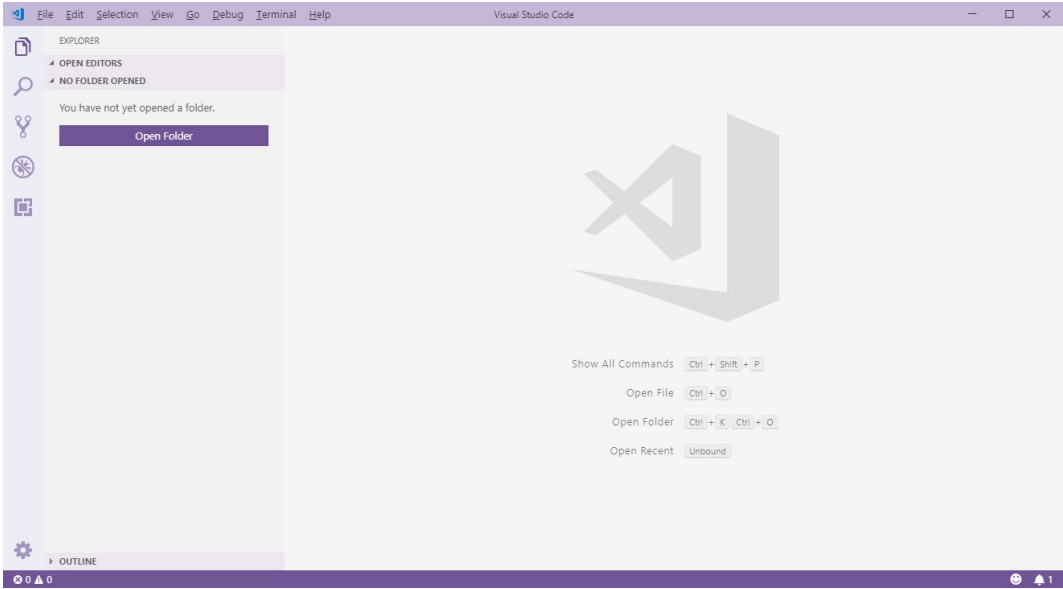 File Edit Selection View Go Debug Terminal Help
Visual Studio Code
EXPLORER
OPEN EDITORS
NO FOLDER OPENED
You have not yet opened a folder.
Open Folder
Show All Commands Ctrl + Shift + P
Open File Ctrl + O
Open Folder Ctrl + K Ctrl + O
Open Recent Unbound
OUTLINE
0 0
1